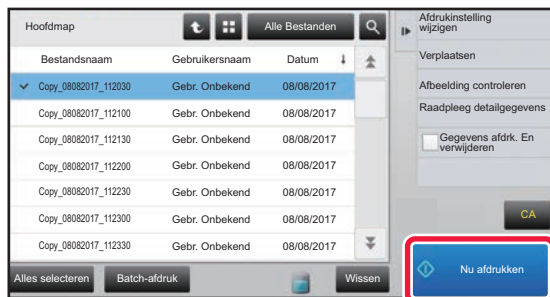 Hoofdmap
Alle Bestanden
Bestandsnaam Gebruikersnaam Datum
Copy_08082017_112030 Gebr. Onbekend 08/08/2017
Copy_08082017_112100 Gebr. Onbekend 08/08/2017
Copy_08082017_112130 Gebr. Onbekend 08/08/2017
Copy_08082017_112200 Gebr. Onbekend 08/08/2017
Copy_08082017_112230 Gebr. Onbekend 08/08/2017
Copy_08082017_112300 Gebr. Onbekend 08/08/2017
Copy_08082017_112330 Gebr. Onbekend 08/08/2017
Alles selecteren
Batch-afdruk
Wissen
Afdrukinstelling
wijzigen
Verplaatsen
Afbeelding controleren
Raadpleeg detailgegevens
Gegevens afdrk. En
verwijderen
CA
Nu afdrukken